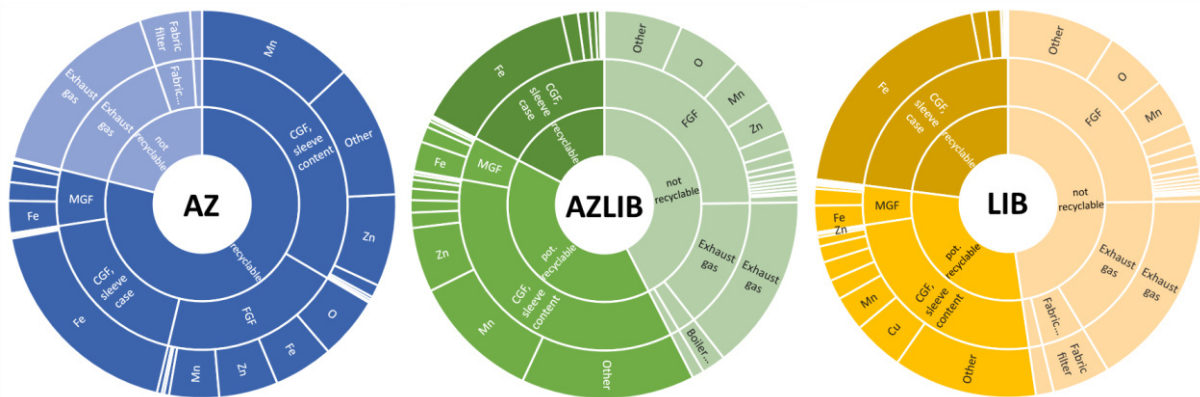 AZ
not
recyclable
recyclable
CGF,
sleeve
content
FGF
CGF,
sleeve
case
MGF
Exhaust
gas
Fabric...
Mn
Other
Zn
O
Fe
Zn
Mn
Fe
Fe
Exhaust
gas
Fabric
filter
AZLIB
not
recyclable
pot.
recyclable
recyclable
FGF
Exhaust
gas
CGF,
sleeve
content
MGF
CGF,
sleeve
case
Other
O
Mn
Zn
Exhaust
gas
Boiler...
Other
Mn
Zn
Fe
Fe
LIB
not
recyclable
pot.
recyclable
recyclable
FGF
Exhaust
gas
Fabric...
CGF,
sleeve
content
MGF
CGF,
sleeve
case
Other
O
Mn
Exhaust
gas
Fabric
filter
Other
Cu
Mn
Zn
Fe
Fe